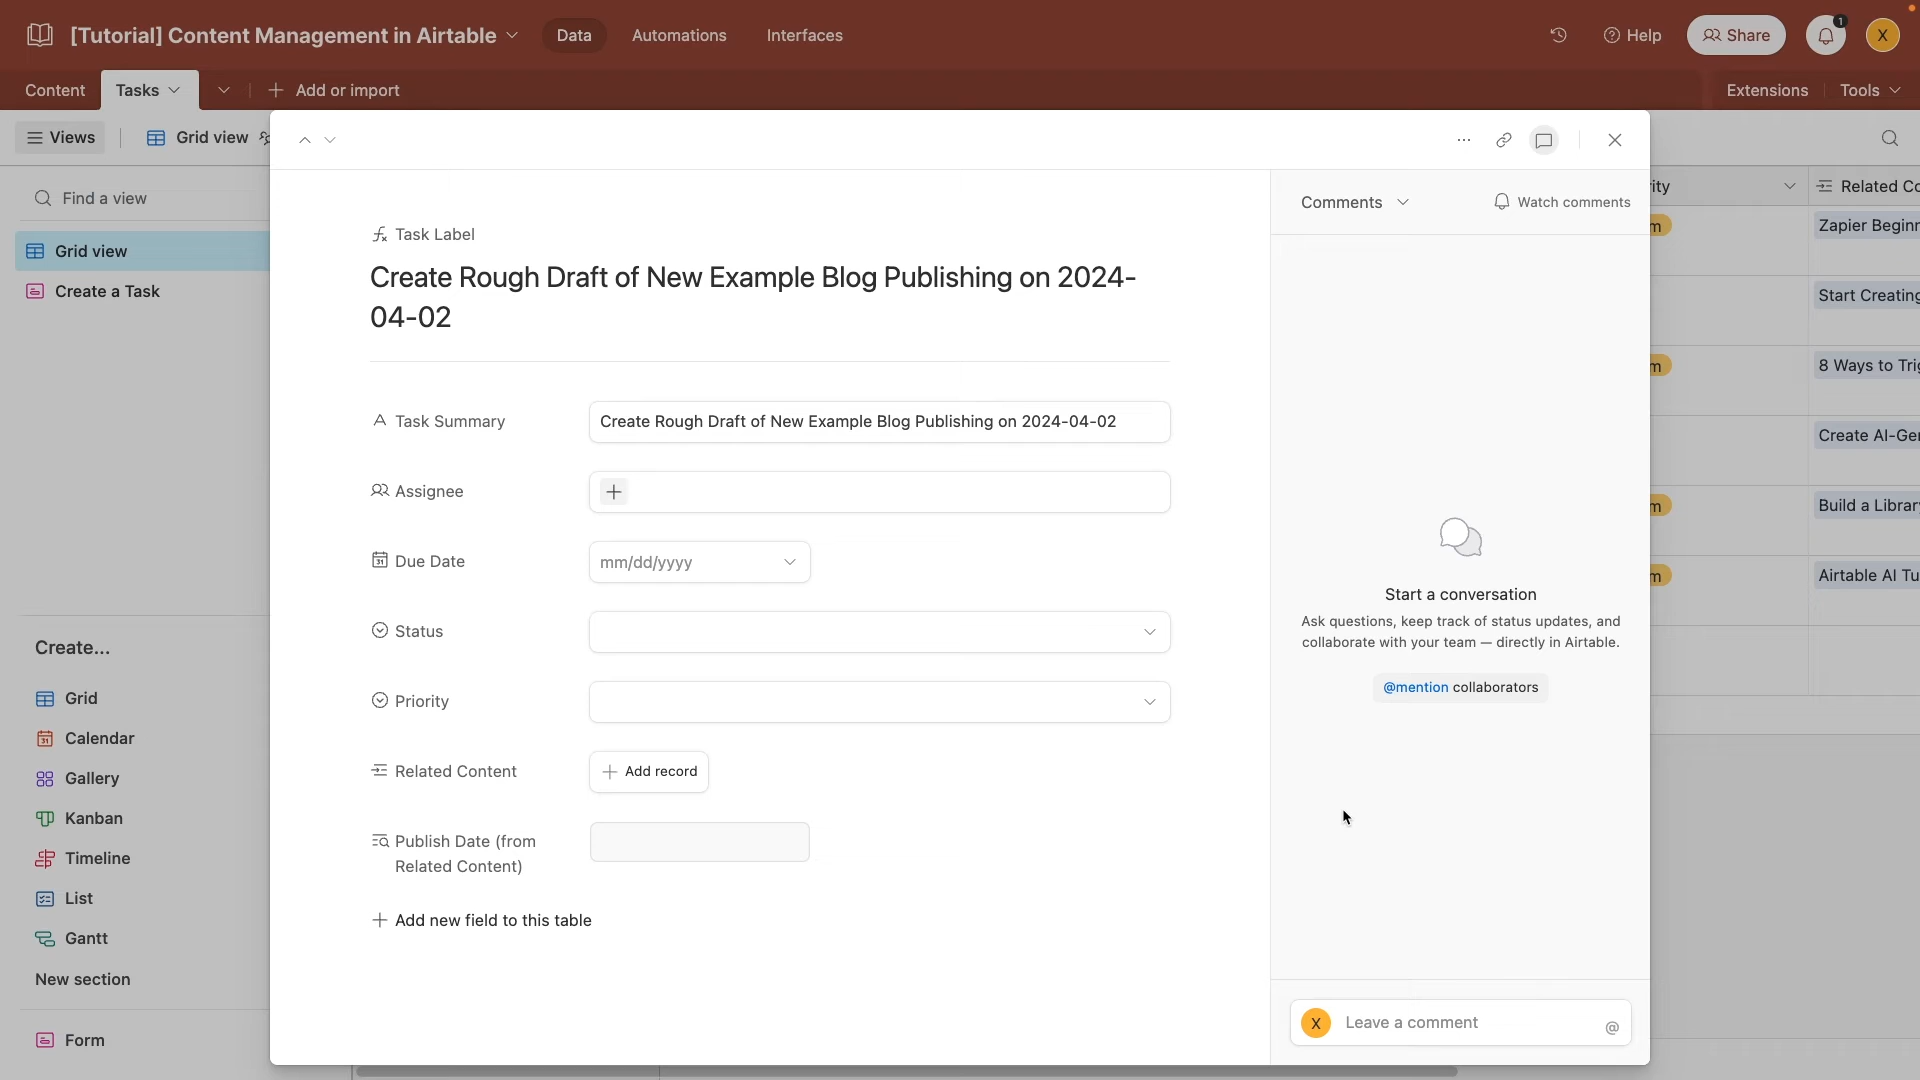 [Tutorial] Content Management in Airtable
Data
Automations
Interfaces
Help
Share
1
X
Content
Tasks
Add or import
Extensions
Tools
Views
Grid view
Find a view
Grid view
Create a Task
Create...
Grid
Calendar
Gallery
Kanban
Timeline
List
Gantt
New section
Form
Task Label
Create Rough Draft of New Example Blog Publishing on 2024-
04-02
Task Summary
Create Rough Draft of New Example Blog Publishing on 2024-04-02
Assignee
Due Date
mm/dd/yyyy
Status
Priority
Related Content
Add record
Publish Date (from
Related Content)
Add new field to this table
Comments
Watch comments
Start a conversation
Ask questions, keep track of status updates, and
collaborate with your team — directly in Airtable.
@mention collaborators
X
Leave a comment
@
ity
Related Co
m
Zapier Beginn
Start Creating
m
8 Ways to Trig
Create AI-Ger
m
Build a Library
m
Airtable AI Tu